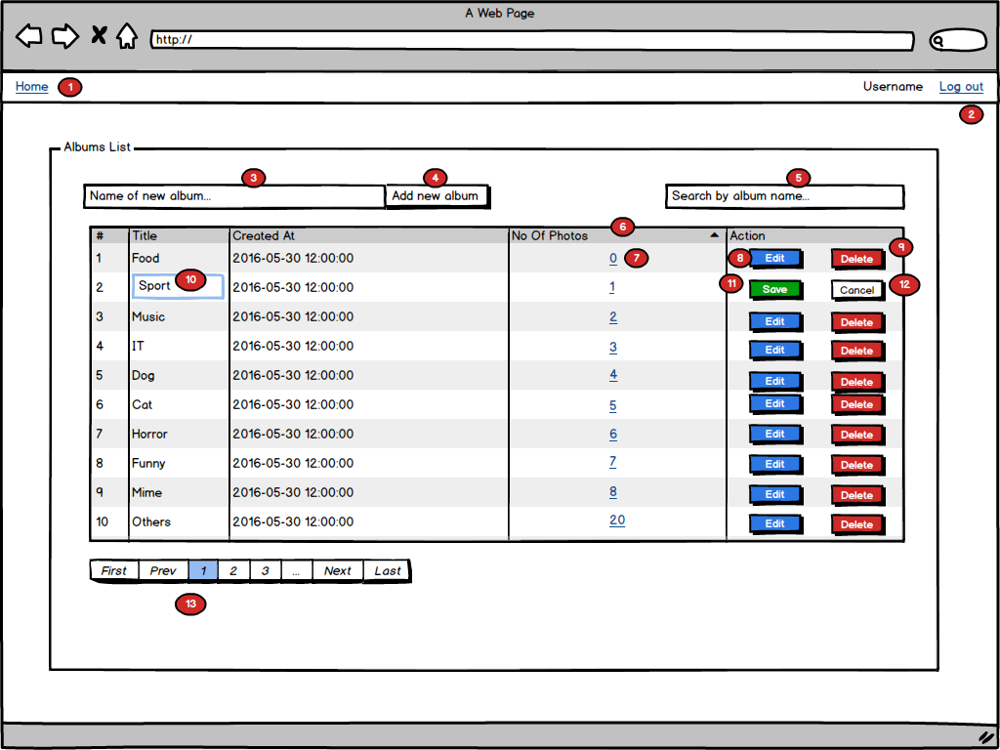 A Web Page
http://
Home 1 Username Log out
2
Albums List
3 4 5
Name of new album... Add new album Search by album name...
6
# Title Created At No Of Photos Action
1 Food 2016-05-30 12:00:00 0 7 8 Edit Delete 9
2 Sport 10 2016-05-30 12:00:00 1 11 Save Cancel 12
3 Music 2016-05-30 12:00:00 2 Edit Delete
4 IT 2016-05-30 12:00:00 3 Edit Delete
5 Dog 2016-05-30 12:00:00 4 Edit Delete
6 Cat 2016-05-30 12:00:00 5 Edit Delete
7 Horror 2016-05-30 12:00:00 6 Edit Delete
8 Funny 2016-05-30 12:00:00 7 Edit Delete
9 Mime 2016-05-30 12:00:00 8 Edit Delete
10 Others 2016-05-30 12:00:00 20 Edit Delete
First Prev 1 2 3 ... Next Last
13